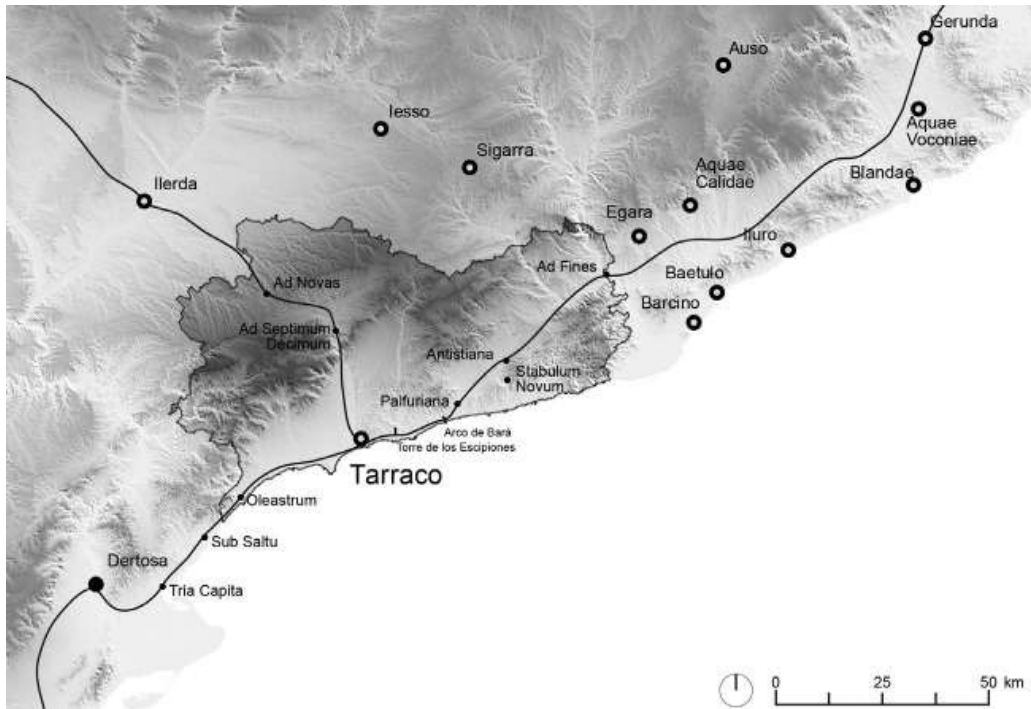 Gerunda
Auso
Iesso
Aquae
Voconiae
Sigarra
Aquae
Calidae
Blandae
Ilerda
Egara
Iluro
Ad Fines
Baetulo
Ad Novas
Barcino
Ad Septimum
Decimum
Antistiana
Stabulum
Novum
Palfuriana
Arco de Bará
Torre de los Escipiones
Tarraco
Oleastrum
Sub Saltu
Dertosa
Tria Capita
0 25 50 km